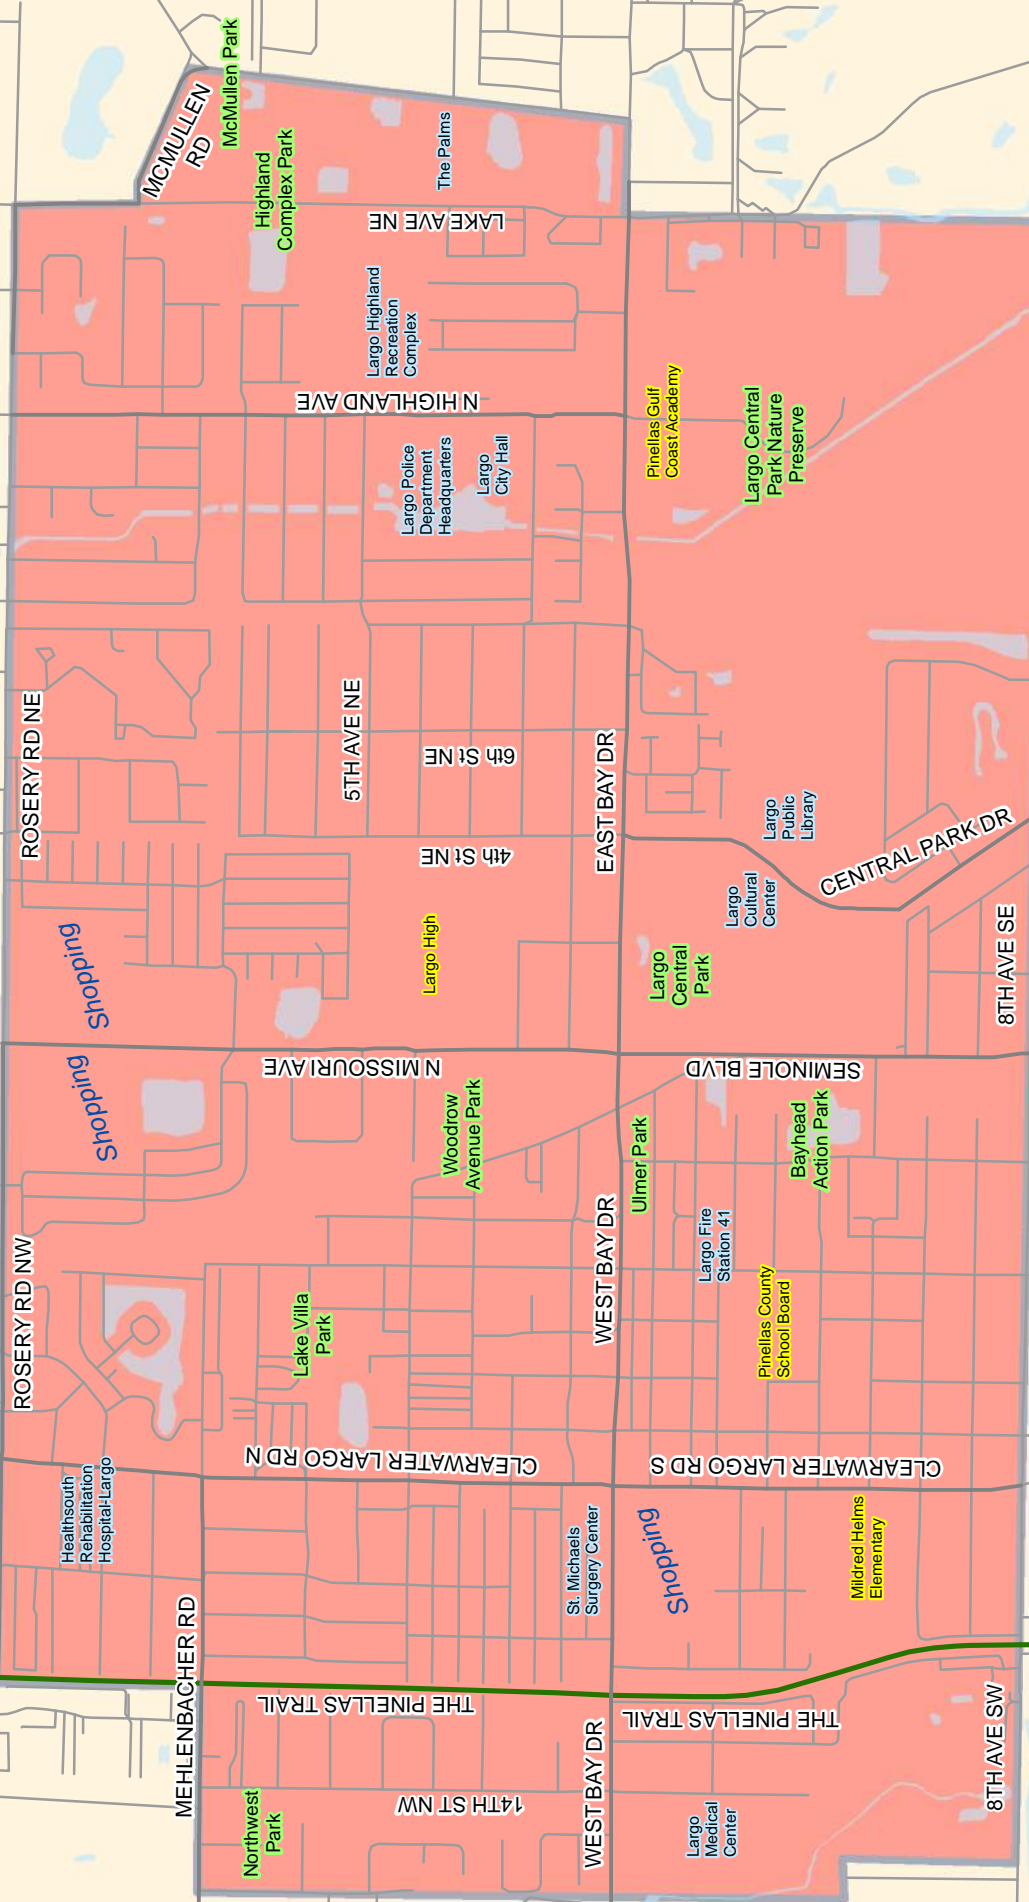 McMullen Park
MCMULLEN
RD
Highland
Complex Park
The Palms
LAKE AVE NE
Largo Highland
Recreation
Complex
N HIGHLAND AVE
Pinellas Gulf
Coast Academy
Largo Central
Park Nature
Preserve
Largo Police
Department
Headquarters
Largo
City Hall
ROSERY RD NE
5TH AVE NE
6th St NE
EAST BAY DR
4th St NE
Largo
Public
Library
CENTRAL PARK DR
Largo
Cultural
Center
Largo High
Largo
Central
Park
8TH AVE SE
Shopping
Shopping
N MISSOURI AVE
SEMINOLE BLVD
Woodrow
Avenue Park
Ulmer Park
Bayhead
Action Park
Largo Fire
Station 41
WEST BAY DR
ROSERY RD NW
Lake Villa
Park
Pinellas County
School Board
CLEARWATER LARGO RD N
CLEARWATER LARGO RD S
Healthsouth
Rehabilitation
Hospital-Largo
St. Michaels
Surgery Center
Shopping
Mildred Helms
Elementary
MEHLENBACHER RD
THE PINELLAS TRAIL
THE PINELLAS TRAIL
8TH AVE SW
WEST BAY DR
14TH ST NW
Northwest
Park
Largo
Medical
Center